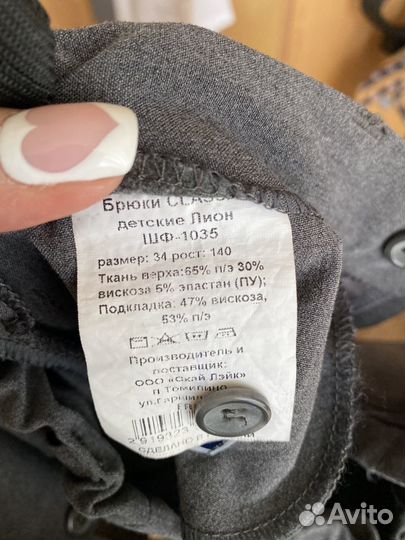 Брюки
детские Лион
ШФ-1035
размер: 34 рост: 140
Ткань верха:65% п/э 30%
вискоза 5% эластан (ПУ);
Подкладка: 47% вискоза,
53% п/э
Производитель и
поставщик:
ООО «Скай Лэйк»
п Томилино
Avito